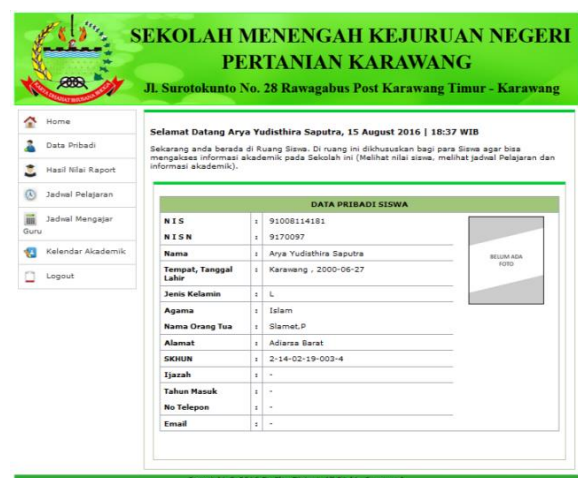 SEKOLAH MENENGAH KEJURUAN NEGERI
PERTANIAN KARAWANG
Jl. Surotokunto No. 28 Rawagabus Post Karawang Timur - Karawang
Home
Data Pribadi
Hasil Nilai Raport
Jadwal Pelajaran
Jadwal Mengajar
Guru
Kelendar Akademik
Logout
Selamat Datang Arya Yudisthira Saputra, 15 August 2016 | 18:37 WIB
Sekarang anda berada di Ruang Siswa. Di ruang ini dikhususkan bagi para Siswa agar bisa
mengakses informasi akademik pada Sekolah ini (Melihat nilai siswa, melihat jadwal Pelajaran dan
informasi akademik).
DATA PRIBADI SISWA
N I S : 91008114181
N I S N : 9170097
Nama : Arya Yudisthira Saputra
Tempat, Tanggal : Karawang , 2000-06-27
Lahir
Jenis Kelamin : L
Agama : Islam
Nama Orang Tua : Slamet.P
Alamat : Adiarsa Barat
SKHUN : 2-14-02-19-003-4
Ijazah : -
Tahun Masuk : -
No Telepon : -
Email : -
BELUM ADA
FOTO